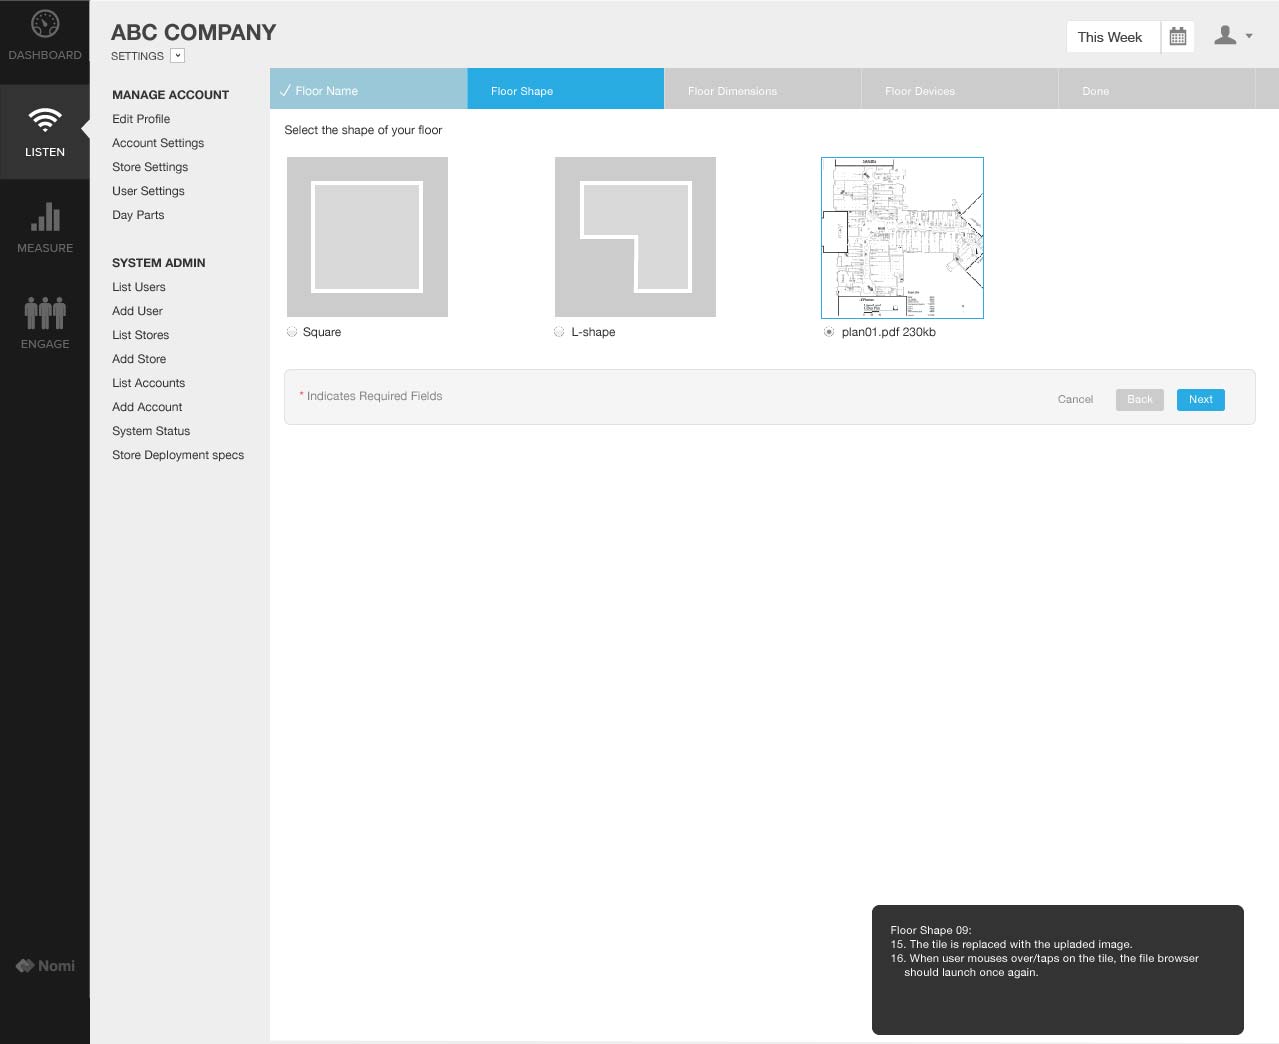 DASHBOARD
LISTEN
MEASURE
ENGAGE
Nomi
ABC COMPANY
SETTINGS
This Week
MANAGE ACCOUNT
Edit Profile
Account Settings
Store Settings
User Settings
Day Parts
SYSTEM ADMIN
List Users
Add User
List Stores
Add Store
List Accounts
Add Account
System Status
Store Deployment specs
Floor Name
Floor Shape
Floor Dimensions
Floor Devices
Done
Select the shape of your floor
Square
L-shape
plan01.pdf 230kb
* Indicates Required Fields
Cancel
Back
Next
Floor Shape 09:
15. The tile is replaced with the upladed image.
16. When user mouses over/taps on the tile, the file browser
should launch once again.